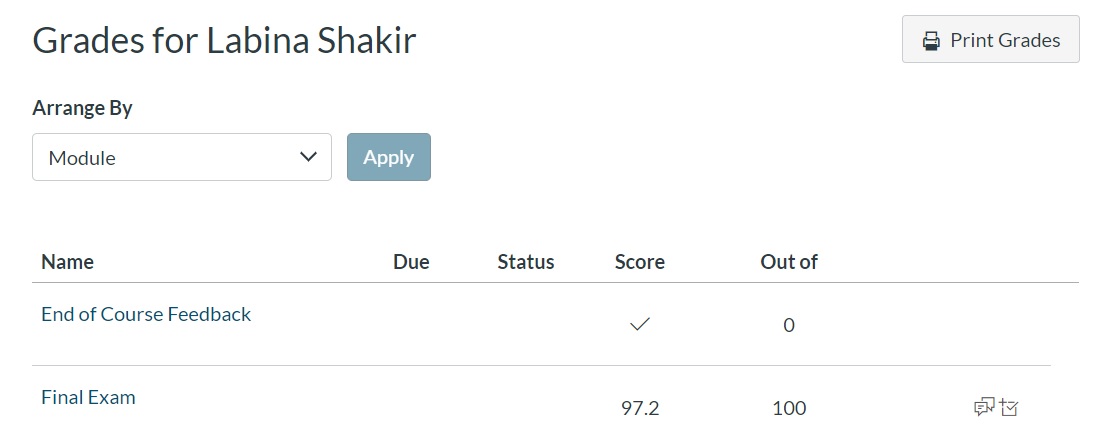 Grades for Labina Shakir
Print Grades
Arrange By
Module
Apply
Name Due Status Score Out of
End of Course Feedback
0
Final Exam
97.2 100